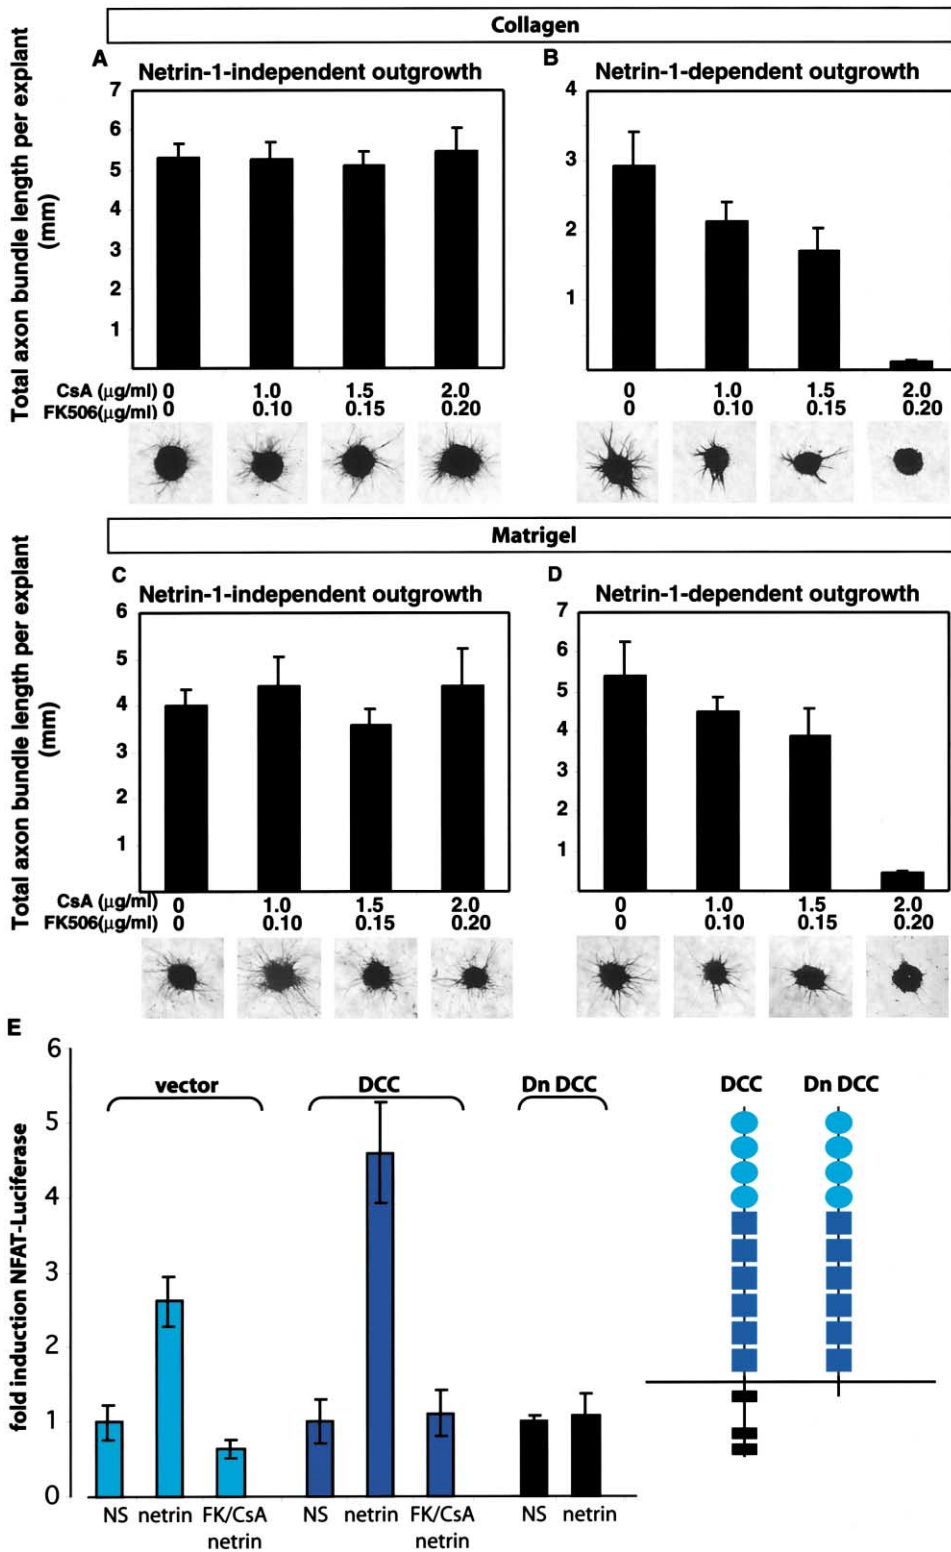 Collagen
A
Netrin-1-independent outgrowth
B
Netrin-1-dependent outgrowth
Total axon bundle length per explant
(mm)
7
6
5
4
3
2
1
4
3
2
1
CsA (μg/ml) 0 1.0 1.5 2.0
FK506(μg/ml) 0 0.10 0.15 0.20
0 1.0 1.5 2.0
0 0.10 0.15 0.20
Matrigel
C
Netrin-1-independent outgrowth
D
Netrin-1-dependent outgrowth
Total axon bundle length per explant
(mm)
6
5
4
3
2
1
7
6
5
4
3
2
1
CsA (μg/ml) 0 1.0 1.5 2.0
FK506(μg/ml) 0 0.10 0.15 0.20
0 1.0 1.5 2.0
0 0.10 0.15 0.20
E
fold induction NFAT-Luciferase
6
5
4
3
2
1
0
vector
DCC
Dn DCC
NS netrin FK/CsA
netrin
NS netrin FK/CsA
netrin
NS netrin
DCC Dn DCC